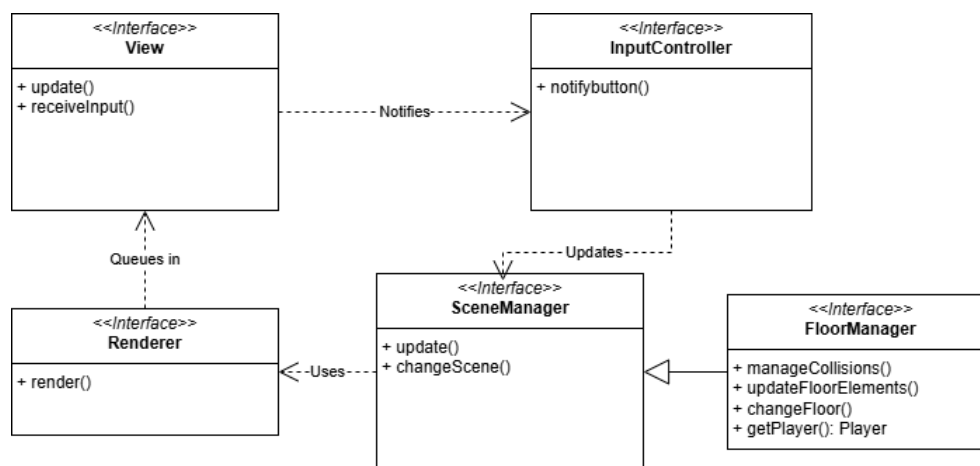 <<Interface>>
View
+ update()
+ receiveInput()
<<Interface>>
InputController
+ notifybutton()
Notifies
Queues in
Updates
<<Interface>>
Renderer
+ render()
Uses
<<Interface>>
SceneManager
+ update()
+ changeScene()
<<Interface>>
FloorManager
+ manageCollisions()
+ updateFloorElements()
+ changeFloor()
+ getPlayer(): Player